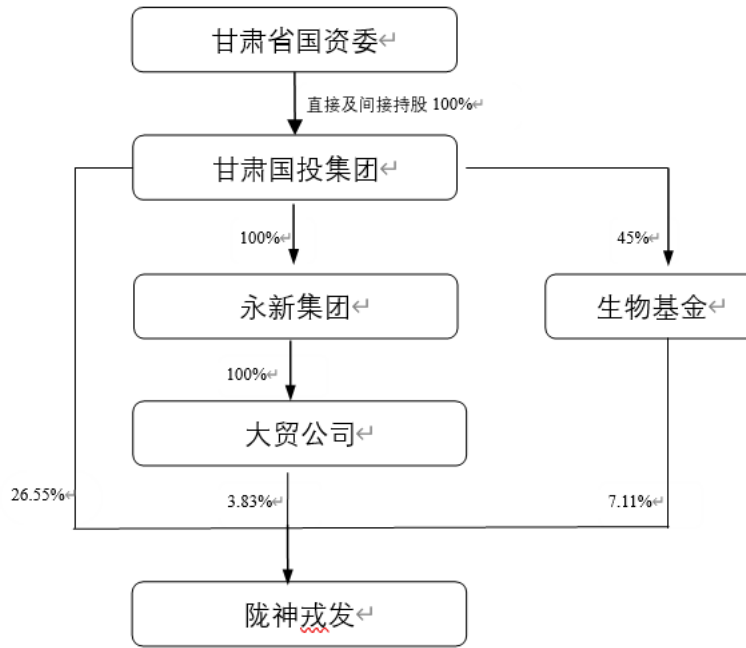 甘肃省国资委
直接及间接持股 100%
甘肃国投集团
100%
45%
永新集团
生物基金
100%
大贸公司
26.55%
3.83%
7.11%
陇神戎发